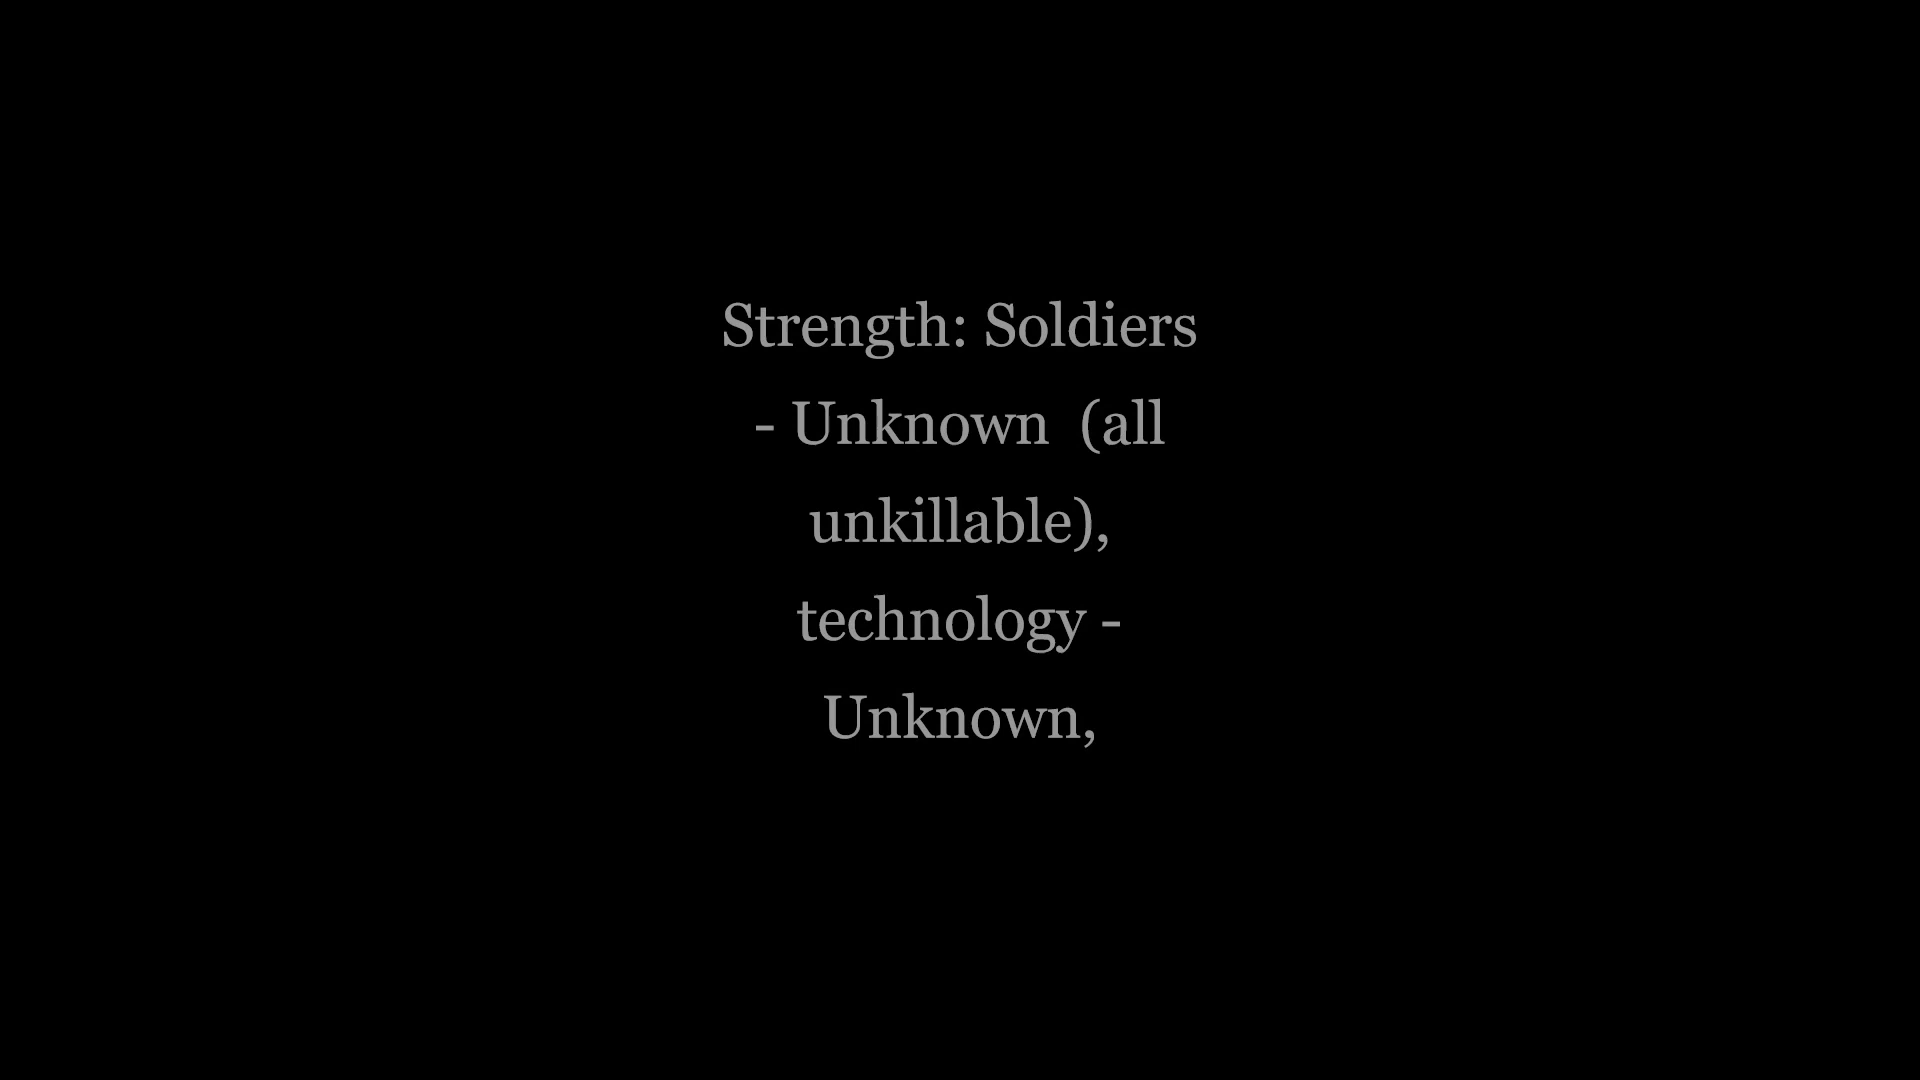 Strength: Soldiers
- Unknown  (all
unkillable),
technology -
Unknown,